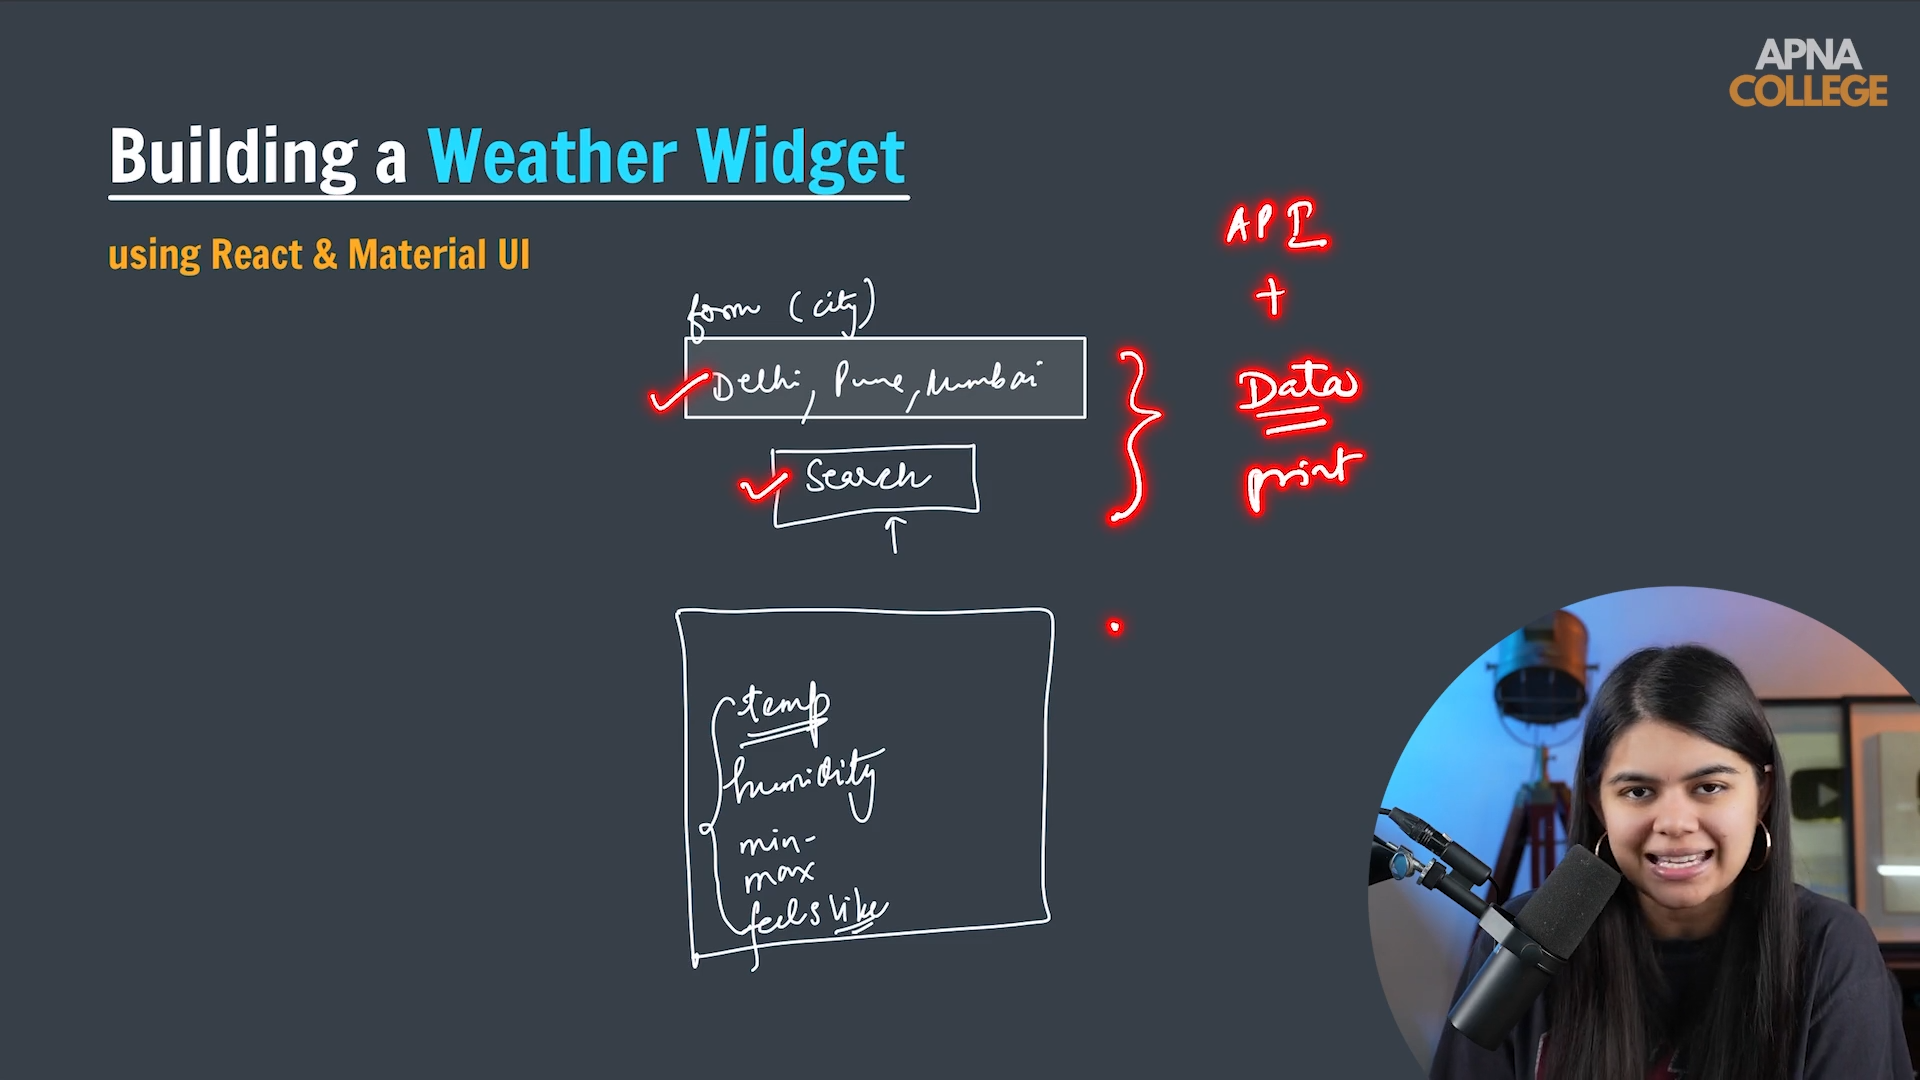 APNA
COLLEGE
Building a Weather Widget
using React & Material UI
API
+
form (city)
Delhi, Pune, Mumbai
Data
Search
print
temp
humidity
min-
max
feels like